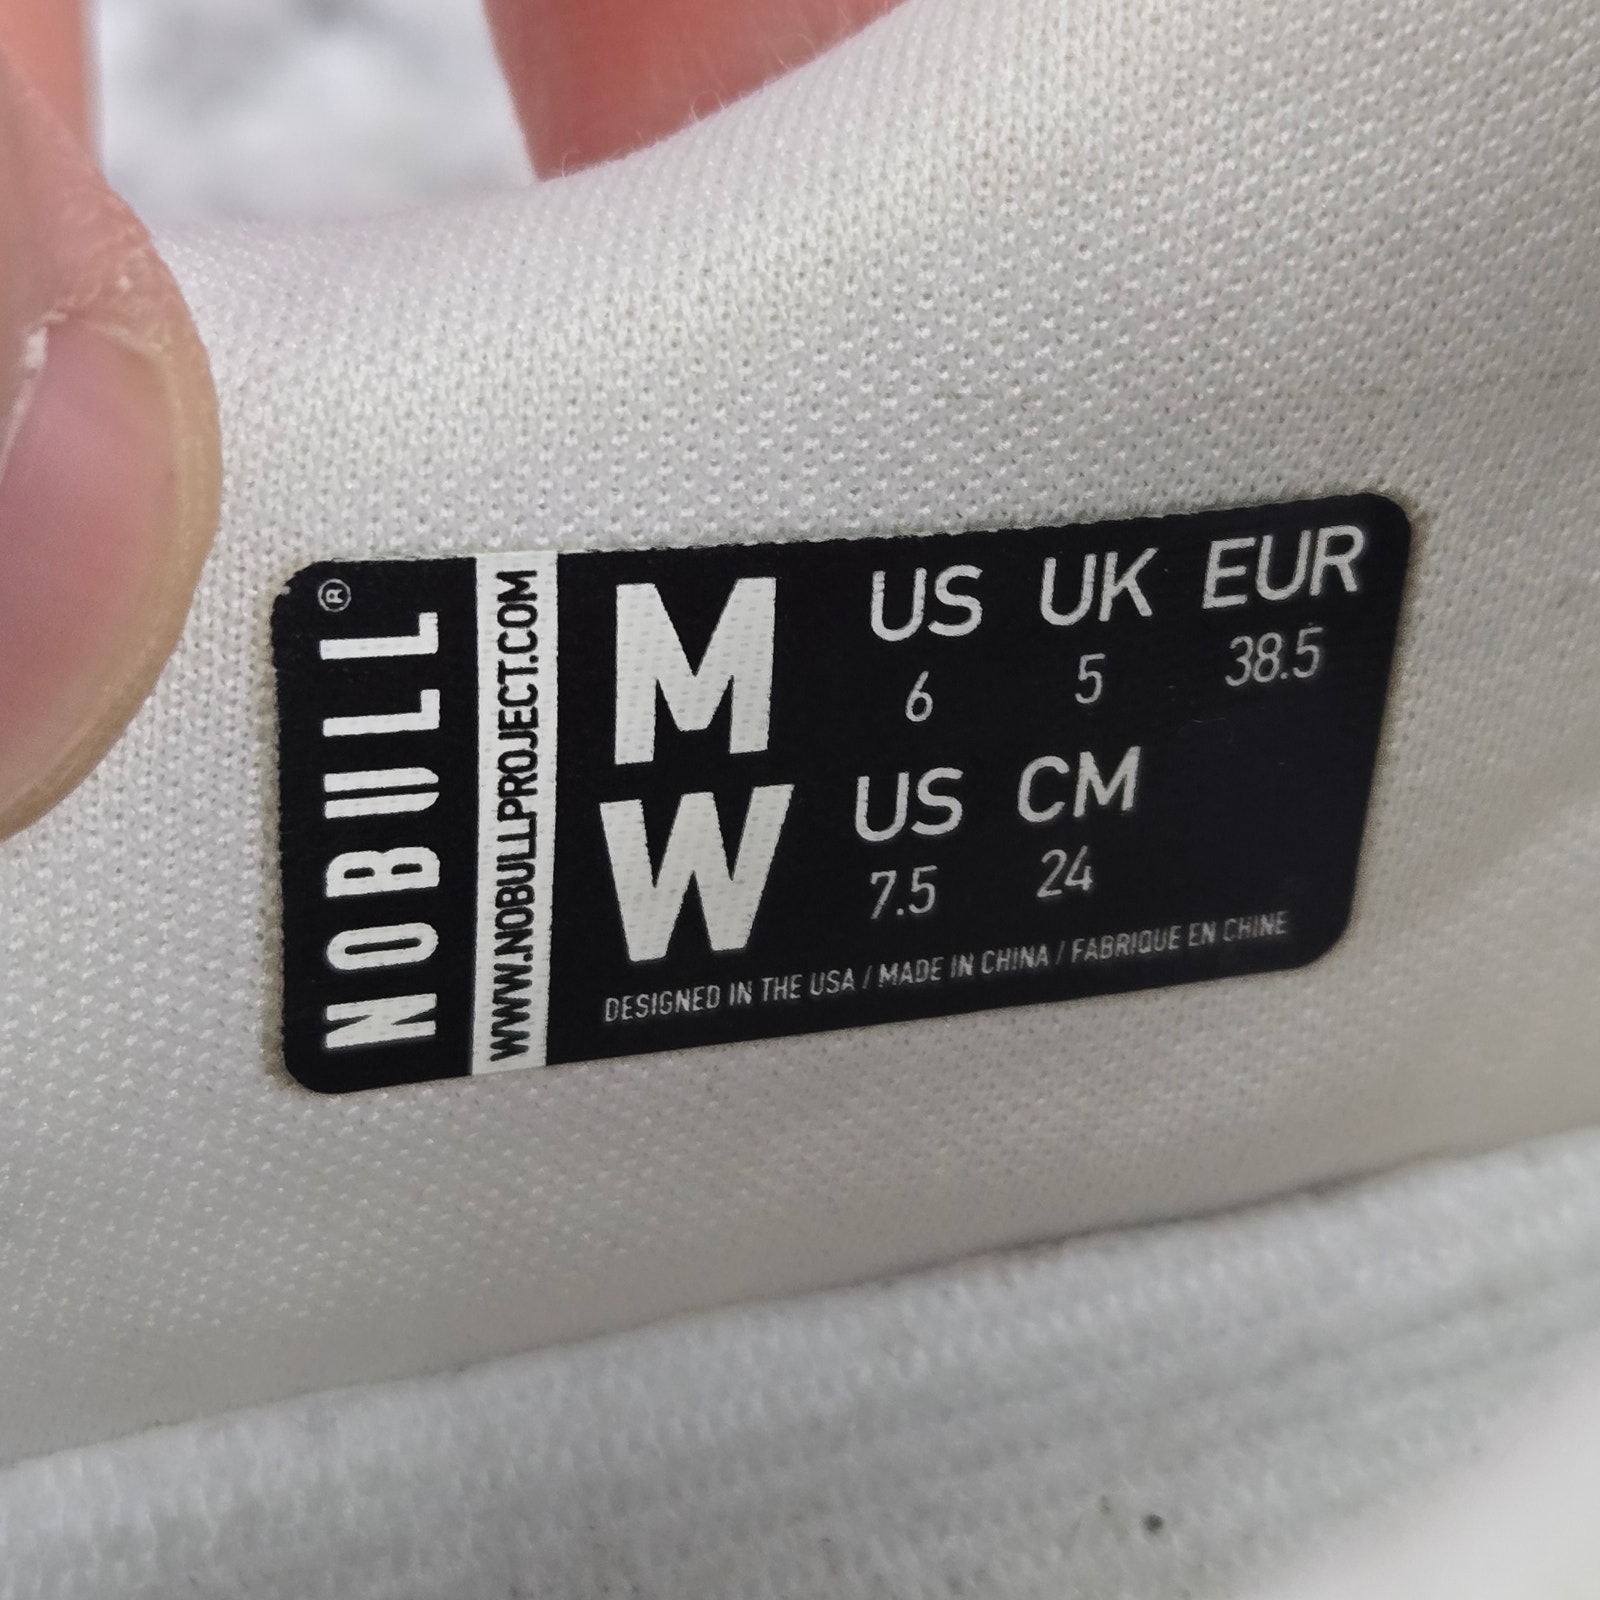 NOBULL®
WWW.NOBULLPROJECT.COM
M US UK EUR
6 5 38.5
W US CM
7.5 24
DESIGNED IN THE USA / MADE IN CHINA / FABRIQUE EN CHINE